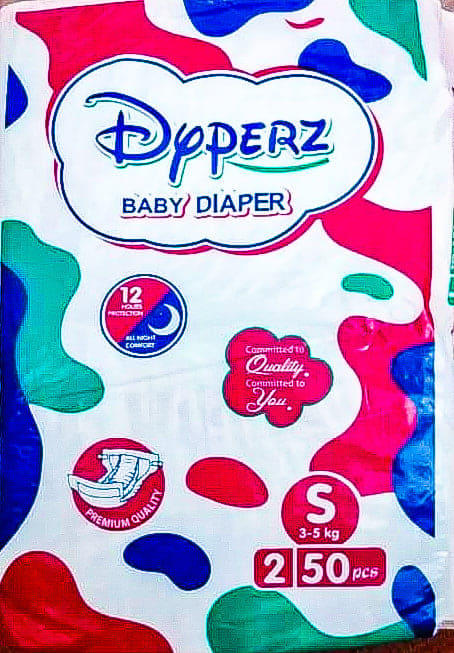 Dyperz
BABY DIAPER
12
HOURS
PROTECTION
ALL NIGHT
COMFORT
Committed to
Quality.
Committed to
You.
PREMIUM QUALITY
S
3-5 kg
2 50 pcs